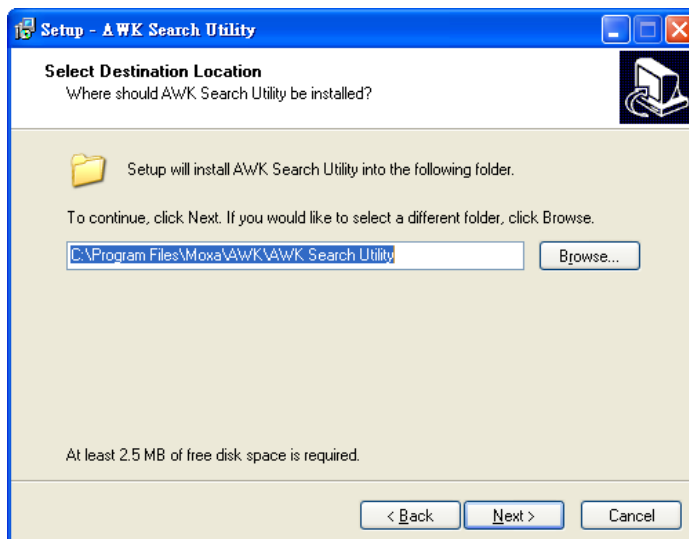 Setup - AWK Search Utility
Select Destination Location
Where should AWK Search Utility be installed?
Setup will install AWK Search Utility into the following folder.
To continue, click Next. If you would like to select a different folder, click Browse.
C:\Program Files\Moxa\AWK\AWK Search Utility
Browse...
At least 2.5 MB of free disk space is required.
< Back Next > Cancel